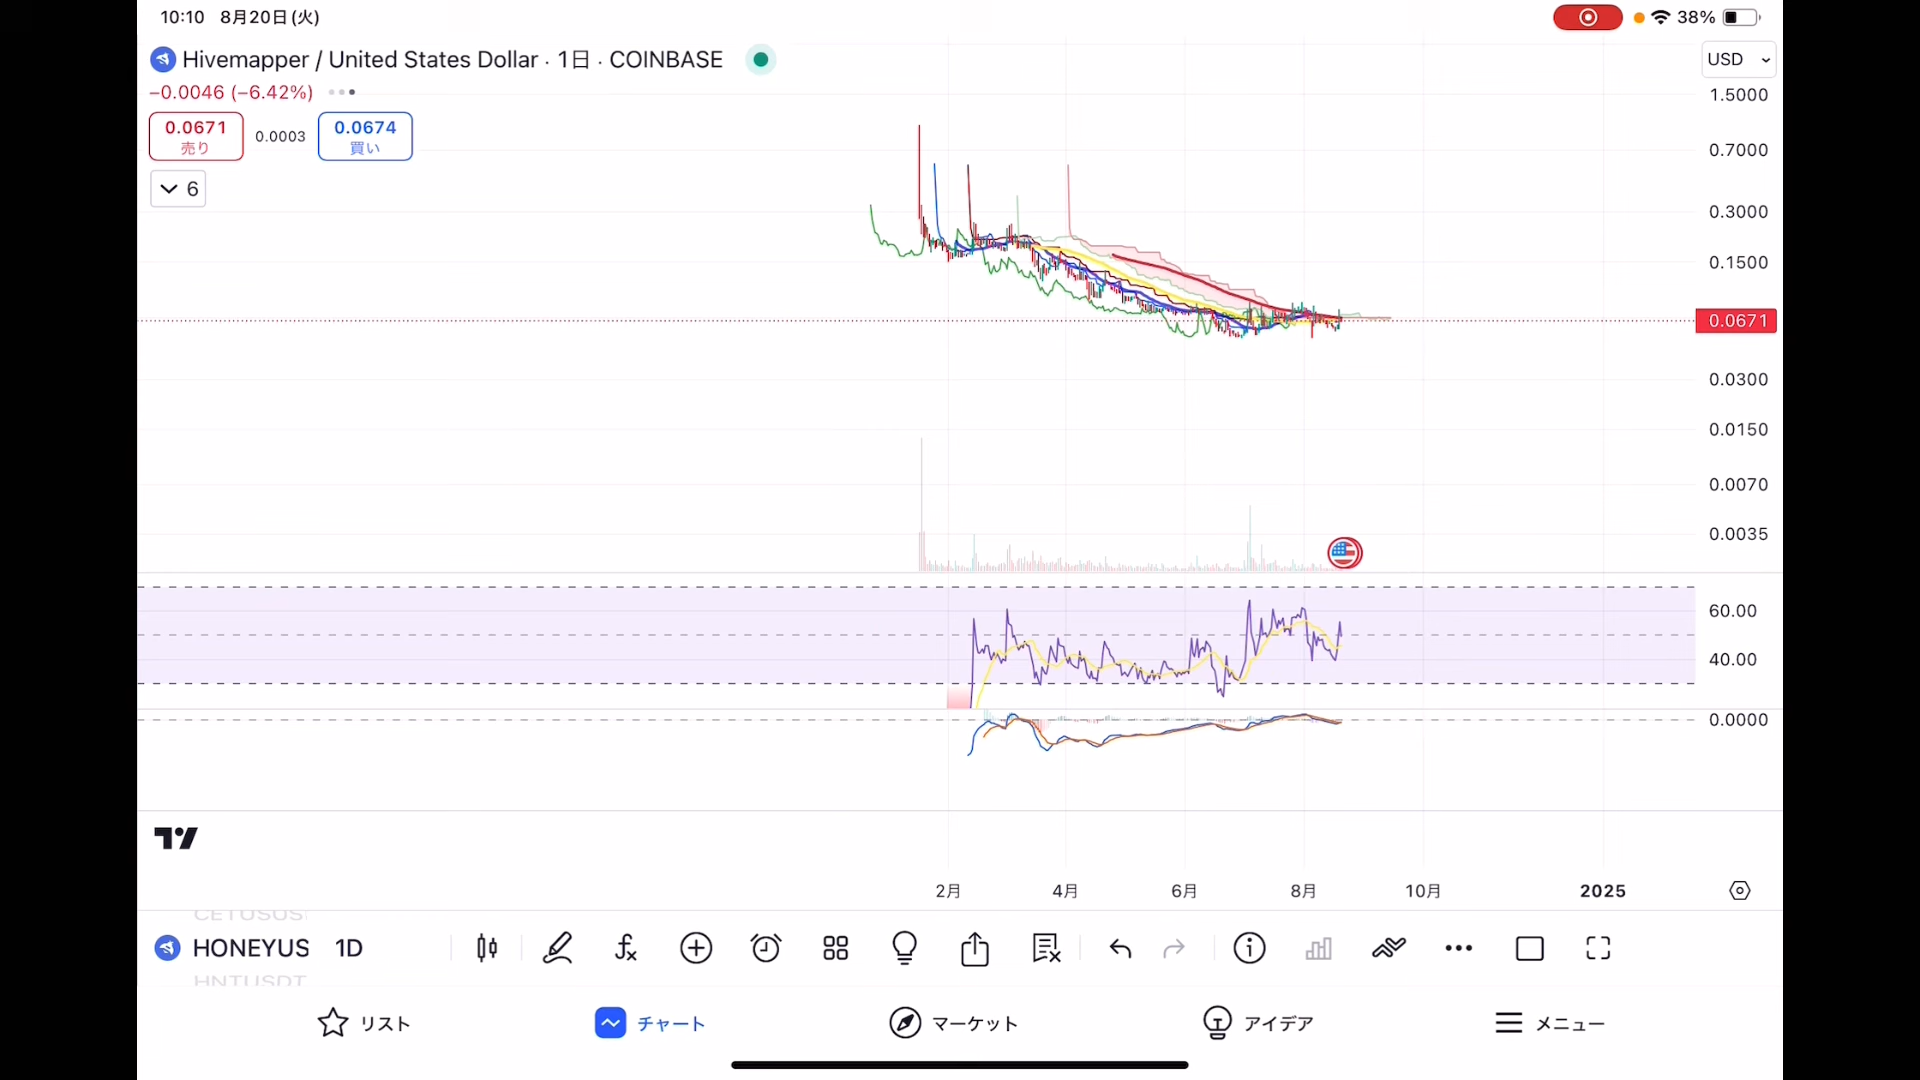 10:10 8月20日(火)
38%
Hivemapper / United States Dollar · 1日 · COINBASE
USD
−0.0046 (−6.42%)
0.0671
売り
0.0003
0.0674
買い
6
1.5000
0.7000
0.3000
0.1500
0.0671
0.0300
0.0150
0.0070
0.0035
60.00
40.00
0.0000
2月
4月
6月
8月
10月
2025
CETUSUS
HONEYUS
1D
HNTUSDT
リスト
チャート
マーケット
アイデア
メニュー